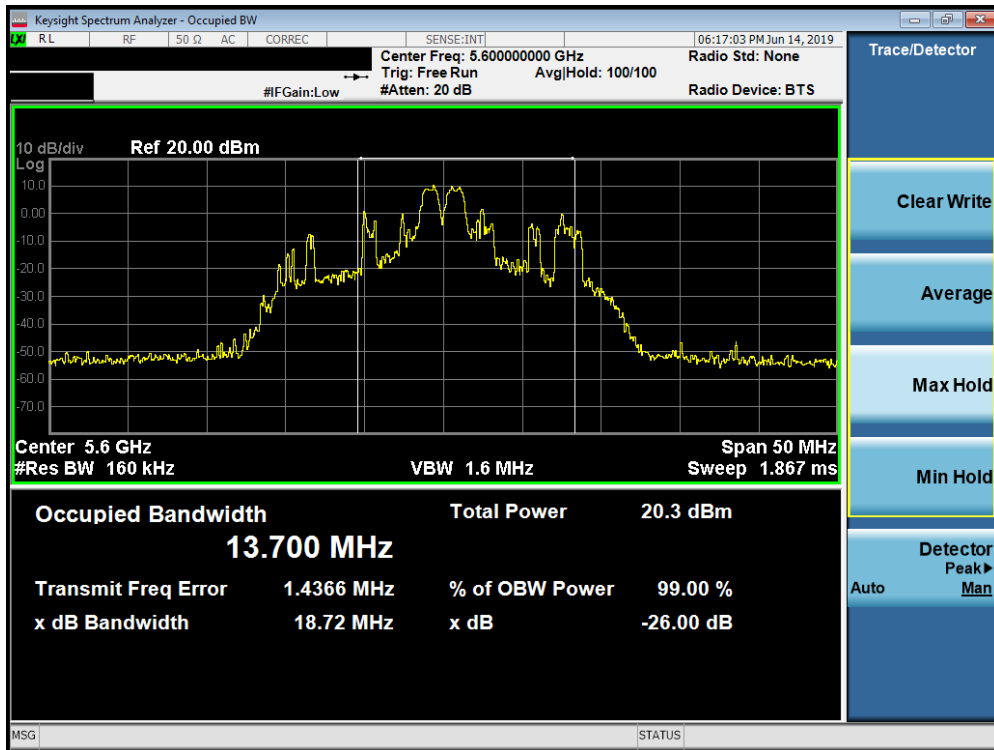 Keysight Spectrum Analyzer - Occupied BW
LXI RL RF 50 Ω AC CORREC SENSE:INT 06:17:03 PM Jun 14, 2019
Center Freq: 5.600000000 GHz Radio Std: None
Trig: Free Run Avg|Hold: 100/100
#IFGain:Low #Atten: 20 dB Radio Device: BTS
Trace/Detector
10 dB/div Ref 20.00 dBm
Log
10.0
0.00
-10.0
-20.0
-30.0
-40.0
-50.0
-60.0
-70.0
Center 5.6 GHz Span 50 MHz
#Res BW 160 kHz VBW 1.6 MHz Sweep 1.867 ms
Occupied Bandwidth Total Power 20.3 dBm
13.700 MHz
Transmit Freq Error 1.4366 MHz % of OBW Power 99.00 %
x dB Bandwidth 18.72 MHz x dB -26.00 dB
Clear Write
Average
Max Hold
Min Hold
Detector
Peak▶
Auto Man
MSG STATUS